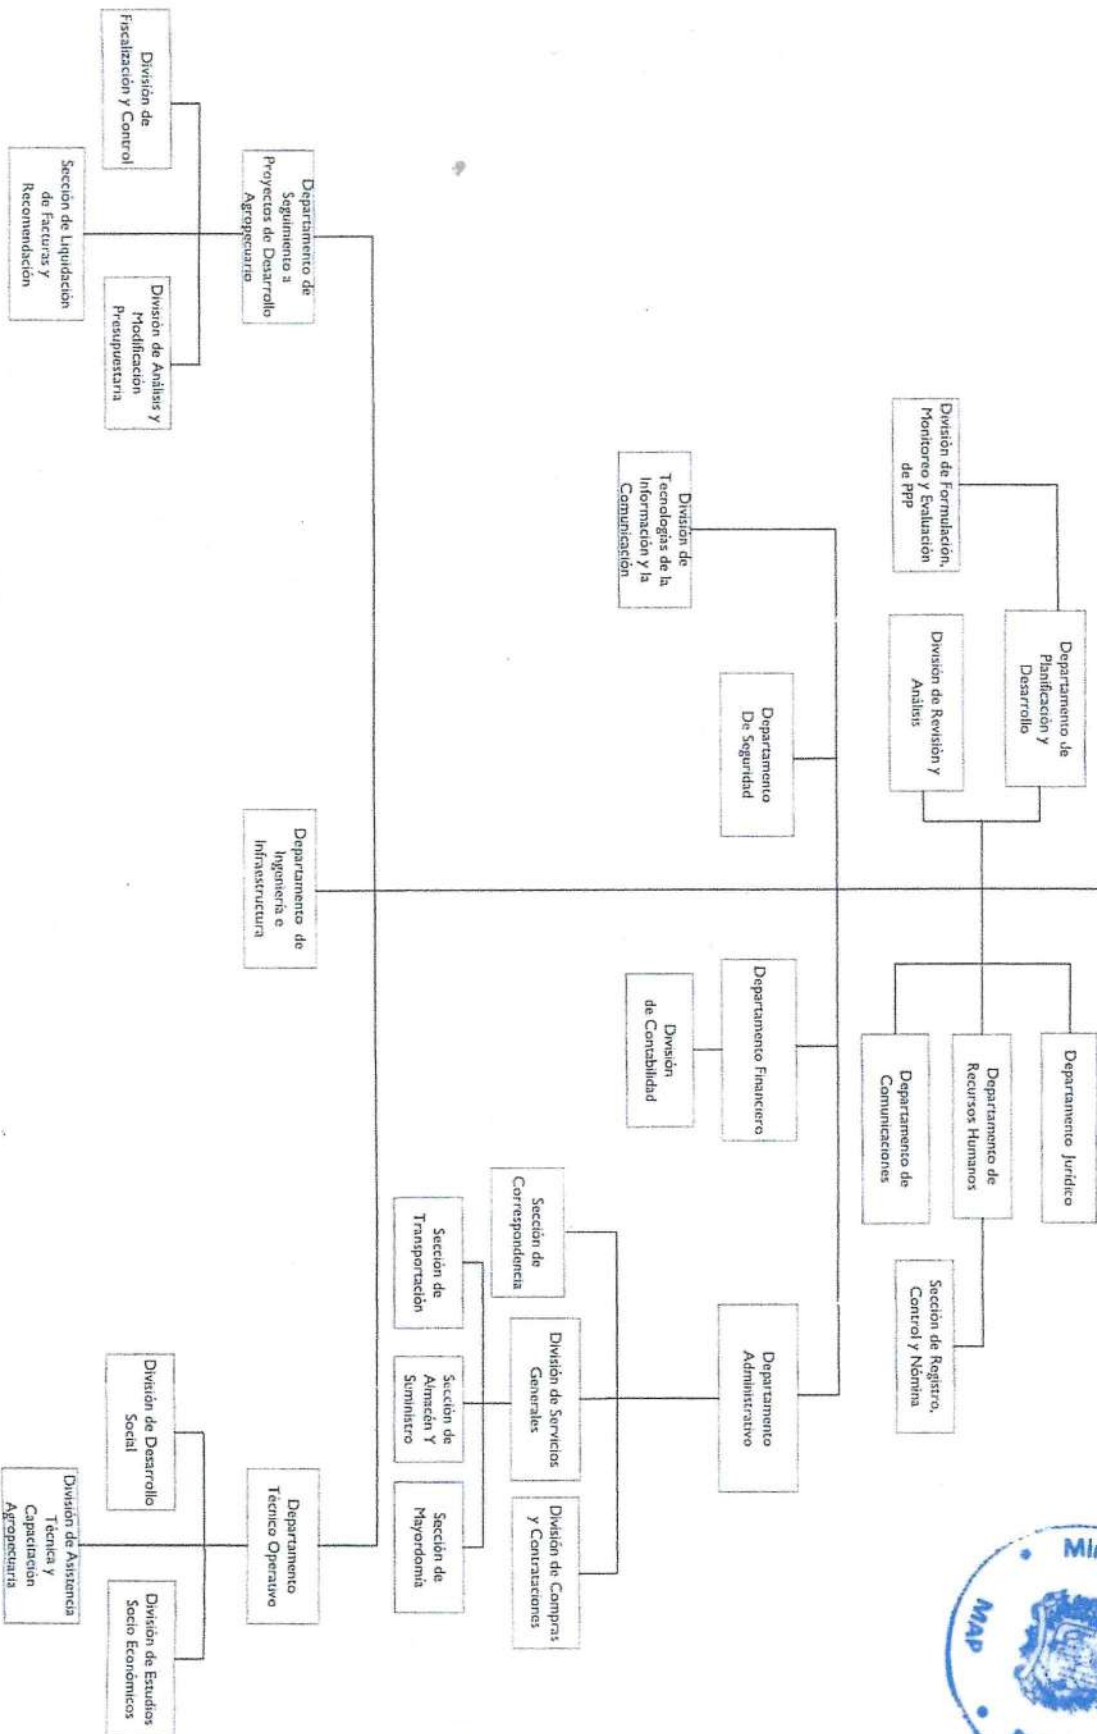 Departamento Jurídico
Departamento de
Planificación y
Desarrollo
Departamento de
Recursos Humanos
Sección de Registro,
Control y Nómina
División de Formulación,
Monitoreo y Evaluación
de PPP
División de Revisión y
Análisis
Departamento de
Comunicaciones
División de
Tecnologías de la
Información y la
Comunicación
Departamento
De Seguridad
Departamento Financiero
Departamento
Administrativo
División
de Contabilidad
Sección de
Correspondencia
División de Servicios
Generales
División de Compras
y Contrataciones
Sección de
Transportación
Sección de
Almacén Y
Suministro
Sección de
Mayordomía
Departamento de
Seguimiento a
Proyectos de Desarrollo
Agropecuario
Departamento de
Ingeniería e
Infraestructura
Departamento
Técnico Operativo
División de
Fiscalización y Control
División de Análisis y
Modificación
Presupuestaria
División de Desarrollo
Social
División de Estudios
Socio Económicos
Sección de Liquidación
de Facturas y
Recomendación
División de Asistencia
Técnica y
Capacitación
Agropecuaria
MAP